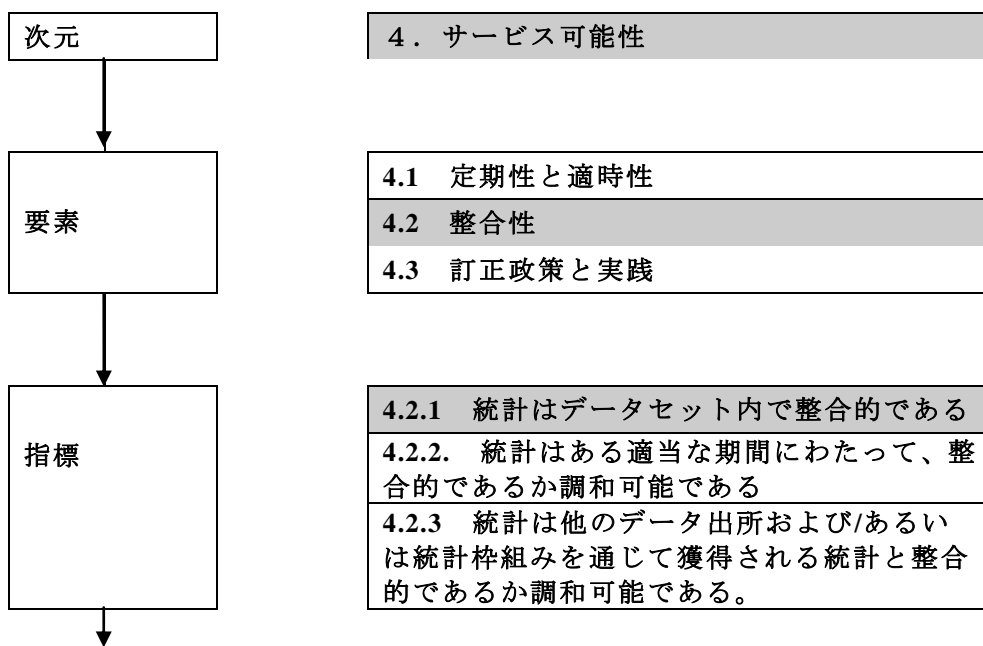 次元
４．サービス可能性
要素
4.1　定期性と適時性
4.2　整合性
4.3　訂正政策と実践
指標
4.2.1　統計はデータセット内で整合的である
4.2.2.　統計はある適当な期間にわたって、整
合的であるか調和可能である
4.2.3　統計は他のデータ出所および/あるい
は統計枠組みを通じて獲得される統計と整合
的であるか調和可能である。